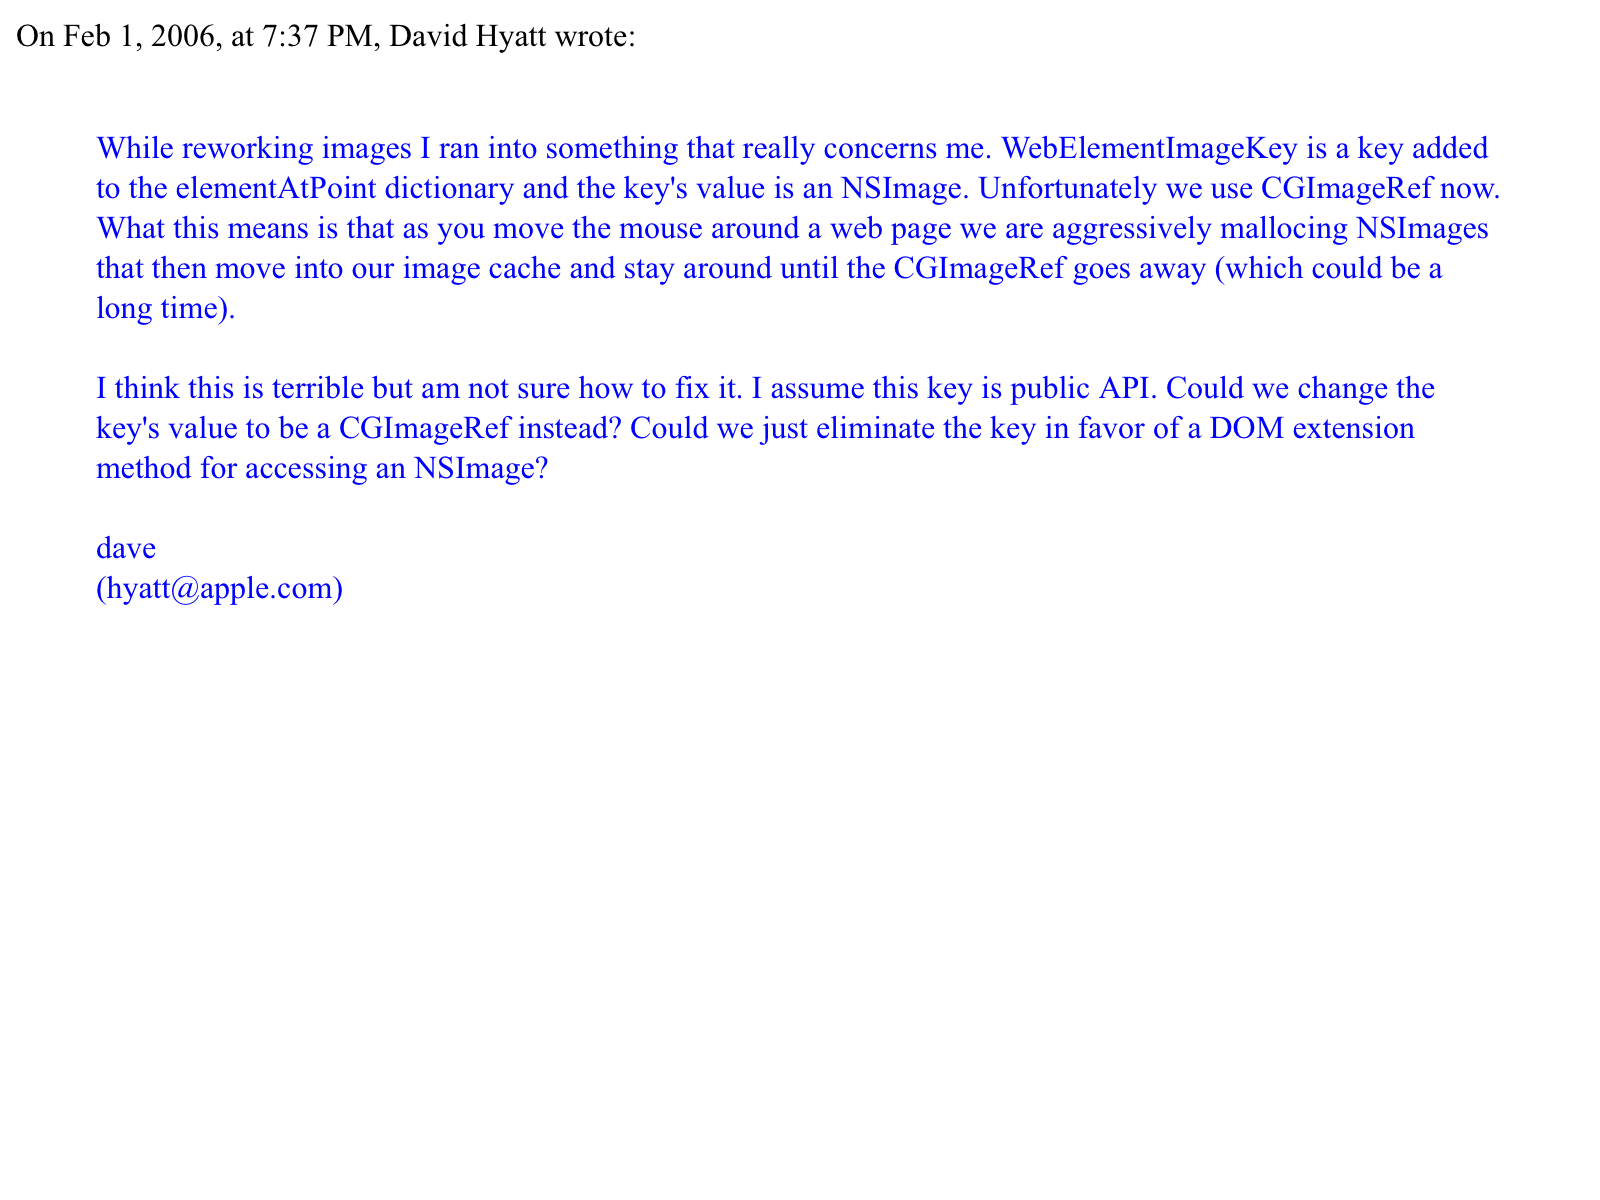 On Feb 1, 2006, at 7:37 PM, David Hyatt wrote:
While reworking images I ran into something that really concerns me. WebElementImageKey is a key added
to the elementAtPoint dictionary and the key's value is an NSImage. Unfortunately we use CGImageRef now.
What this means is that as you move the mouse around a web page we are aggressively mallocing NSImages
that then move into our image cache and stay around until the CGImageRef goes away (which could be a
long time).
I think this is terrible but am not sure how to fix it. I assume this key is public API. Could we change the
key's value to be a CGImageRef instead? Could we just eliminate the key in favor of a DOM extension
method for accessing an NSImage?
dave
(hyatt@apple.com)